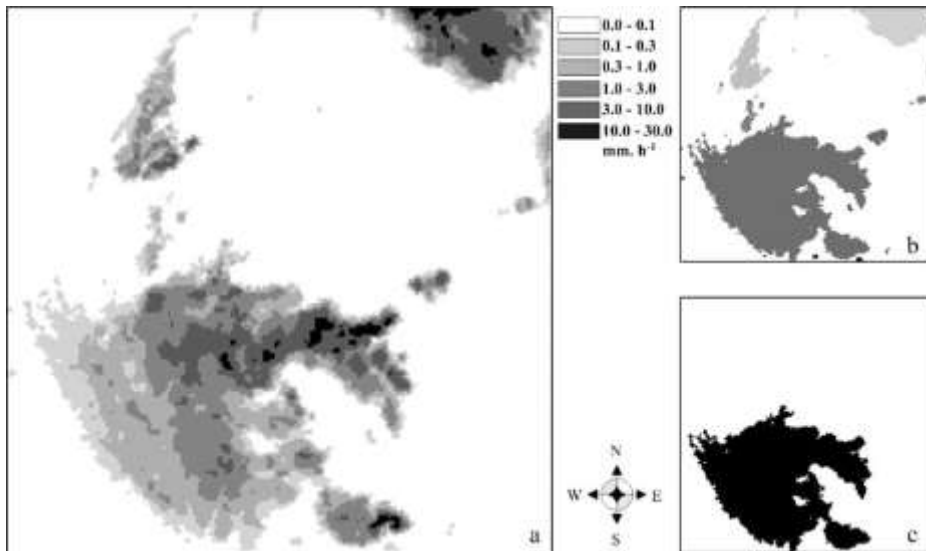 0.0 - 0.1
0.1 - 0.3
0.3 - 1.0
1.0 - 3.0
3.0 - 10.0
10.0 - 30.0
mm. h⁻¹
a
b
N
W E
S
c